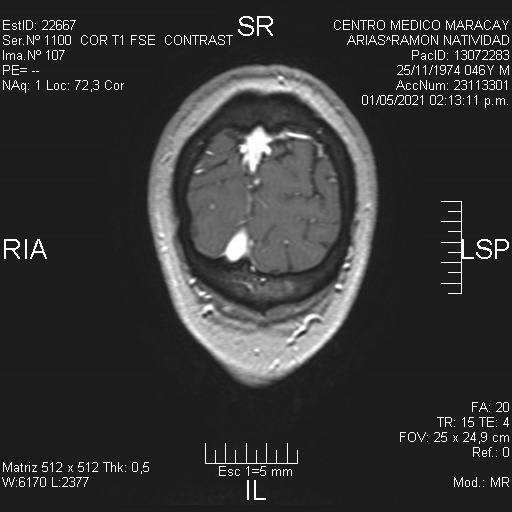 EstID: 22667
Ser.Nº 1100 COR T1 FSE CONTRAST
Ima.Nº 107
PE= --
NAq: 1 Loc: 72,3 Cor
SR
CENTRO MEDICO MARACAY
ARIAS^RAMON NATIVIDAD
PacID: 13072283
25/11/1974 046Y M
AccNum: 23113301
01/05/2021 02:13:11 p.m.
RIA
LSP
FA: 20
TR: 15 TE: 4
FOV: 25 x 24,9 cm
Ref.: 0
Mod.: MR
Matriz 512 x 512 Thk: 0,5
W:6170 L:2377
Esc 1=5 mm
IL